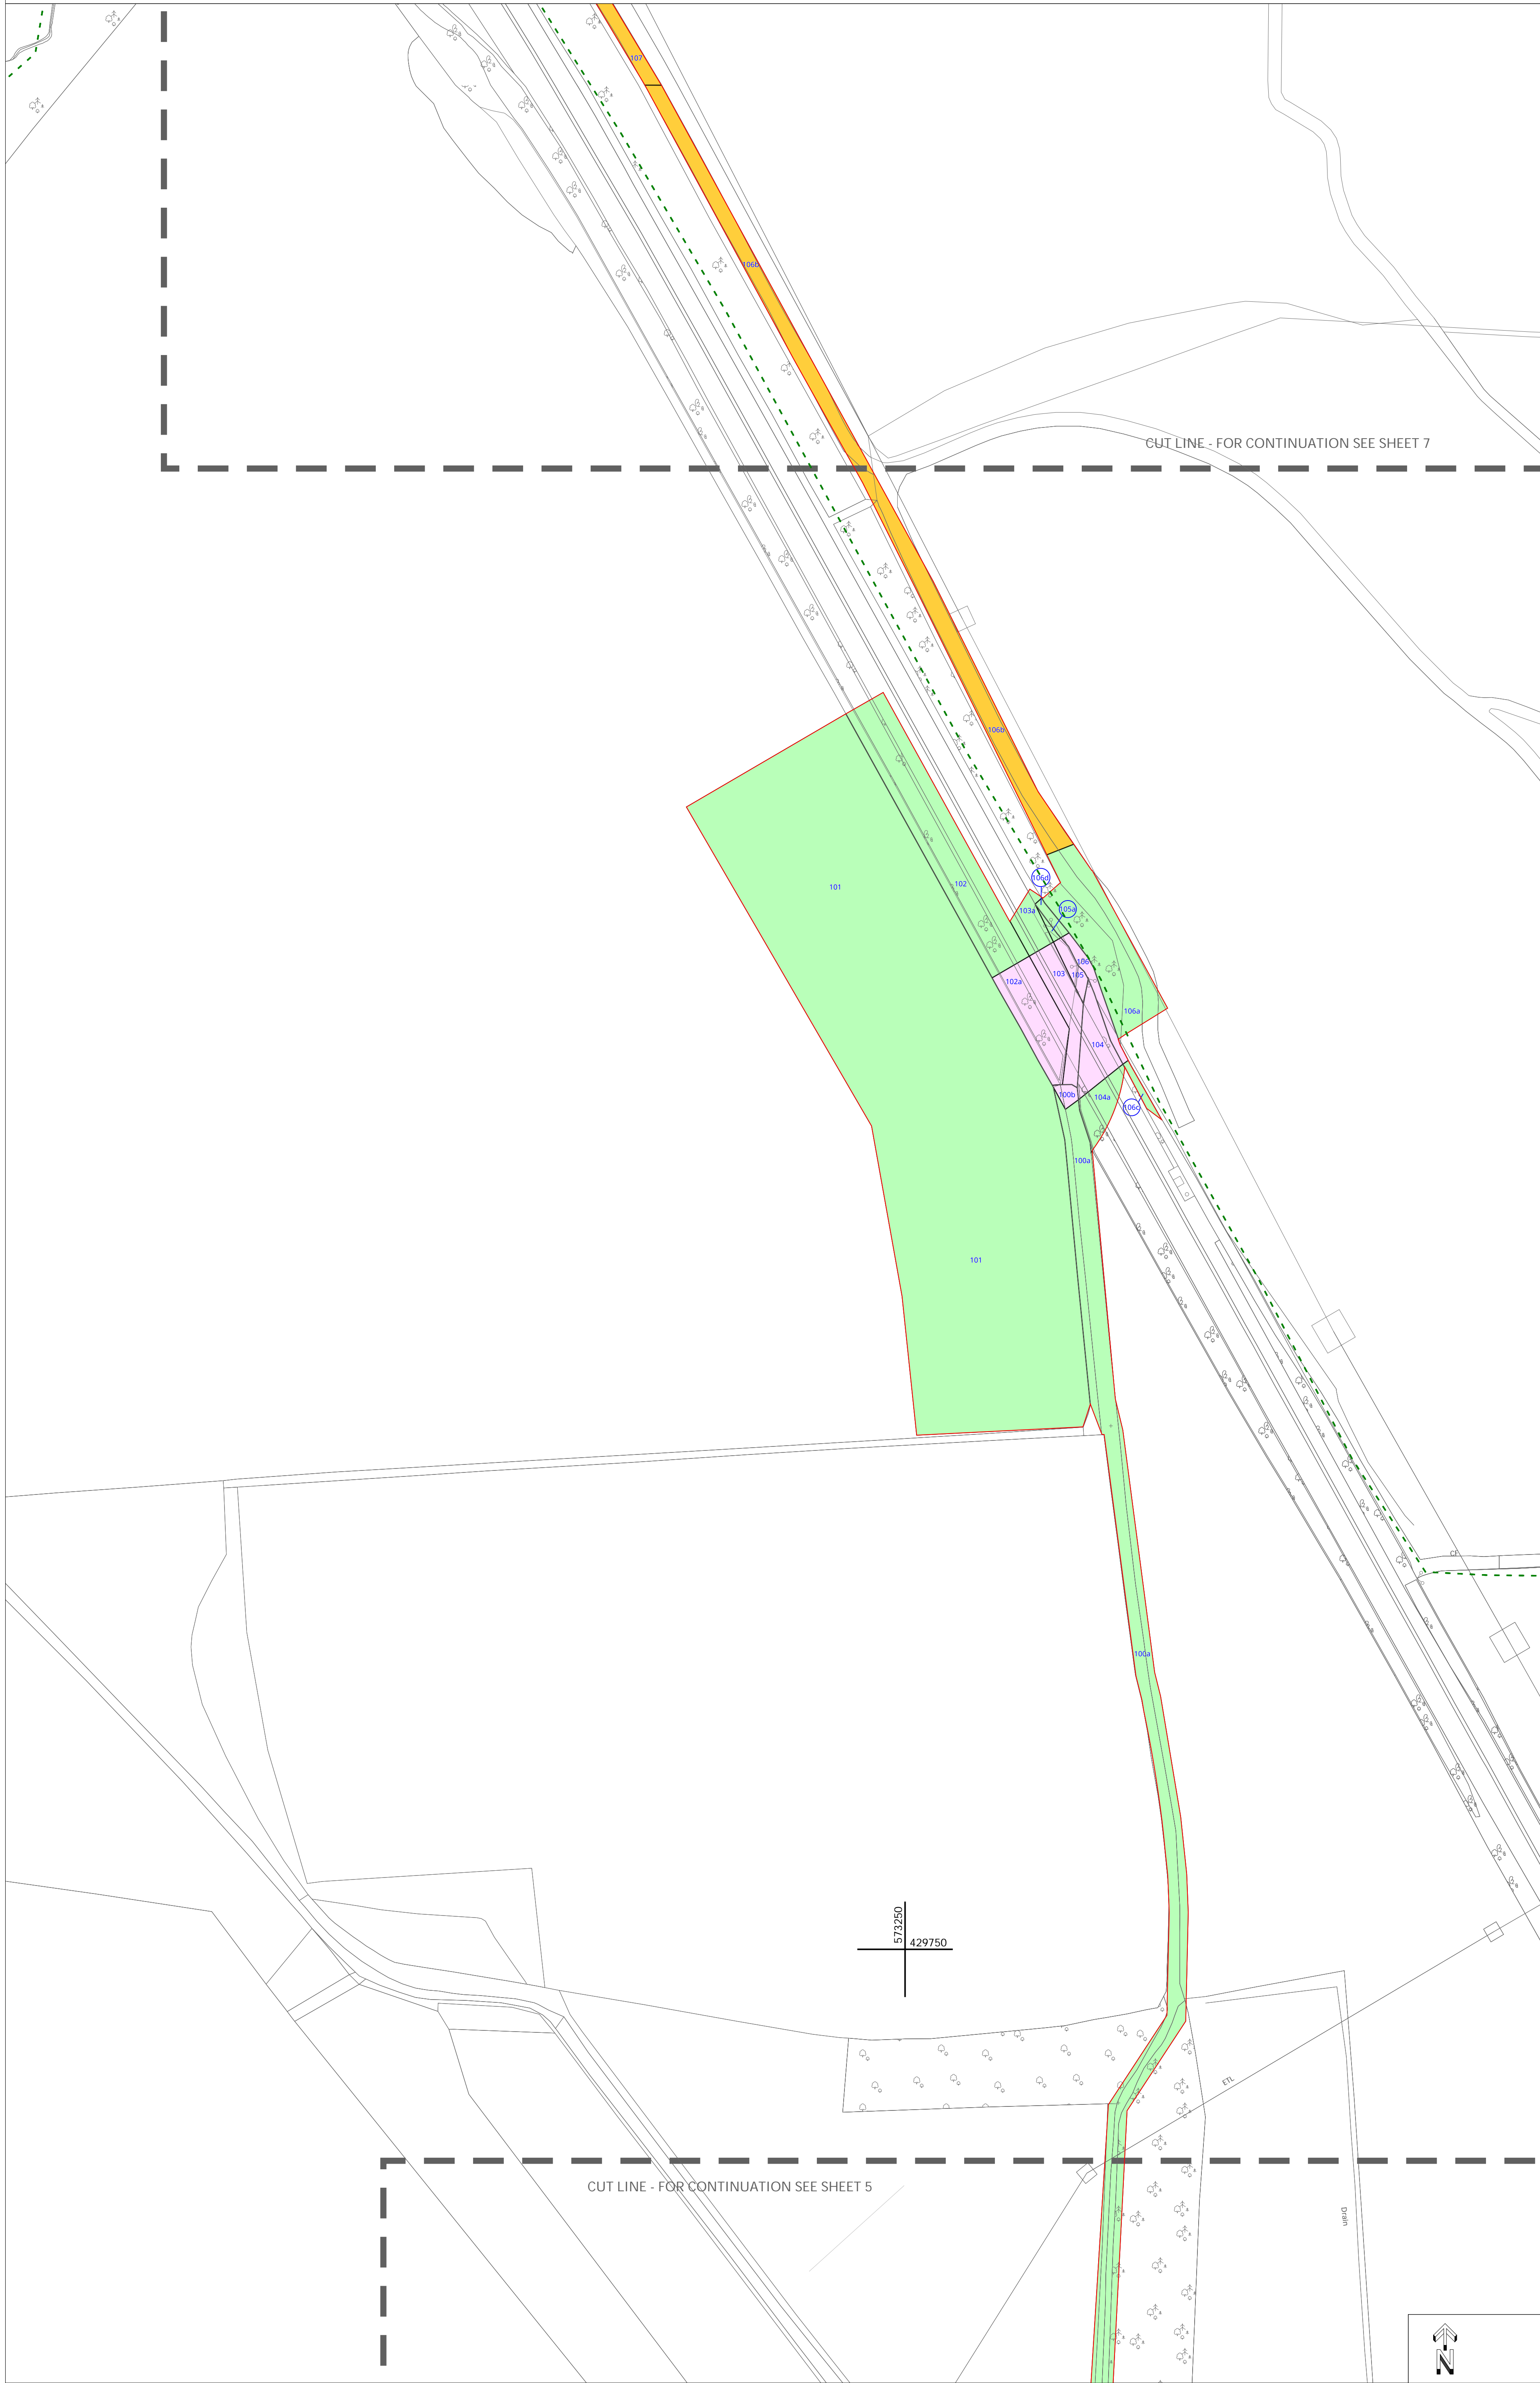 107
106b
CUT LINE - FOR CONTINUATION SEE SHEET 7
106b
106d
101
102
103a
105a
106
103
105
102a
106a
104
100b
104a
106c
100a
101
CF
100a
573250
429750
ETL
CUT LINE - FOR CONTINUATION SEE SHEET 5
Drain
N